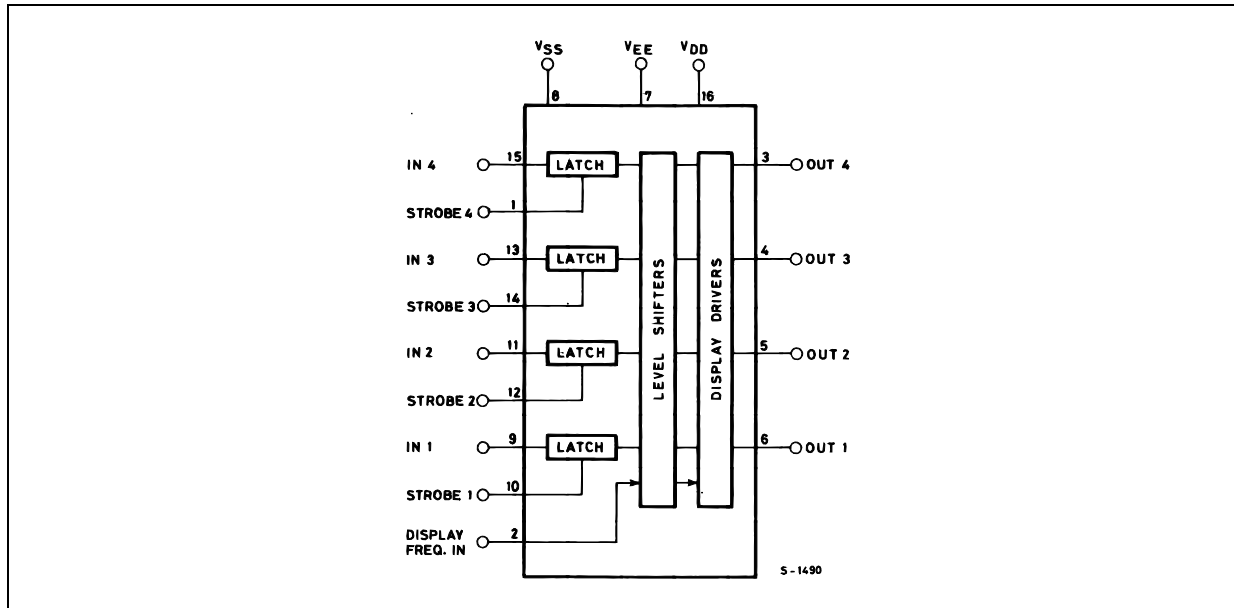 VSS VEE VDD
8 7 16
IN 4 15 LATCH 3 OUT 4
STROBE 4 1
IN 3 13 LATCH 4 OUT 3
STROBE 3 14
LEVEL SHIFTERS
DISPLAY DRIVERS
IN 2 11 LATCH 5 OUT 2
STROBE 2 12
IN 1 9 LATCH 6 OUT 1
STROBE 1 10
DISPLAY
FREQ. IN 2
S-1490